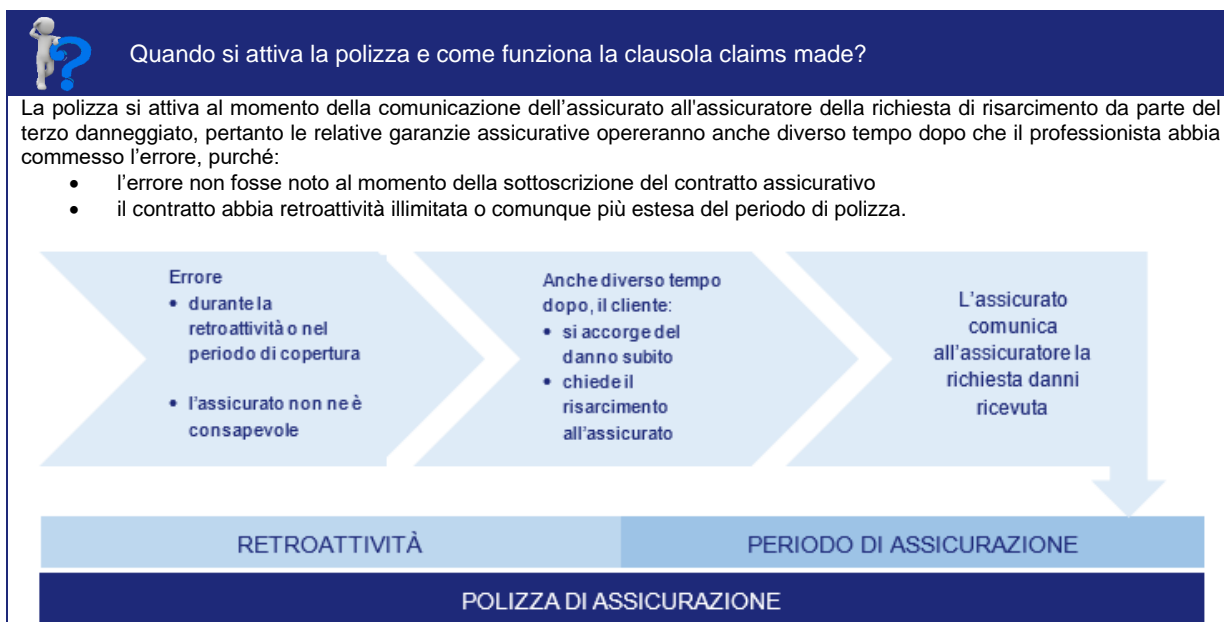 Quando si attiva la polizza e come funziona la clausola claims made?
La polizza si attiva al momento della comunicazione dell’assicurato all'assicuratore della richiesta di risarcimento da parte del
terzo danneggiato, pertanto le relative garanzie assicurative opereranno anche diverso tempo dopo che il professionista abbia
commesso l’errore, purché:
• l’errore non fosse noto al momento della sottoscrizione del contratto assicurativo
• il contratto abbia retroattività illimitata o comunque più estesa del periodo di polizza.
Errore
• durante la
retroattività o nel
periodo di copertura
• l’assicurato non ne è
consapevole
Anche diverso tempo
dopo, il cliente:
• si accorge del
danno subito
• chiede il
risarcimento
all’assicurato
L’assicurato
comunica
all’assicuratore la
richiesta danni
ricevuta
RETROATTIVITÀ
PERIODO DI ASSICURAZIONE
POLIZZA DI ASSICURAZIONE